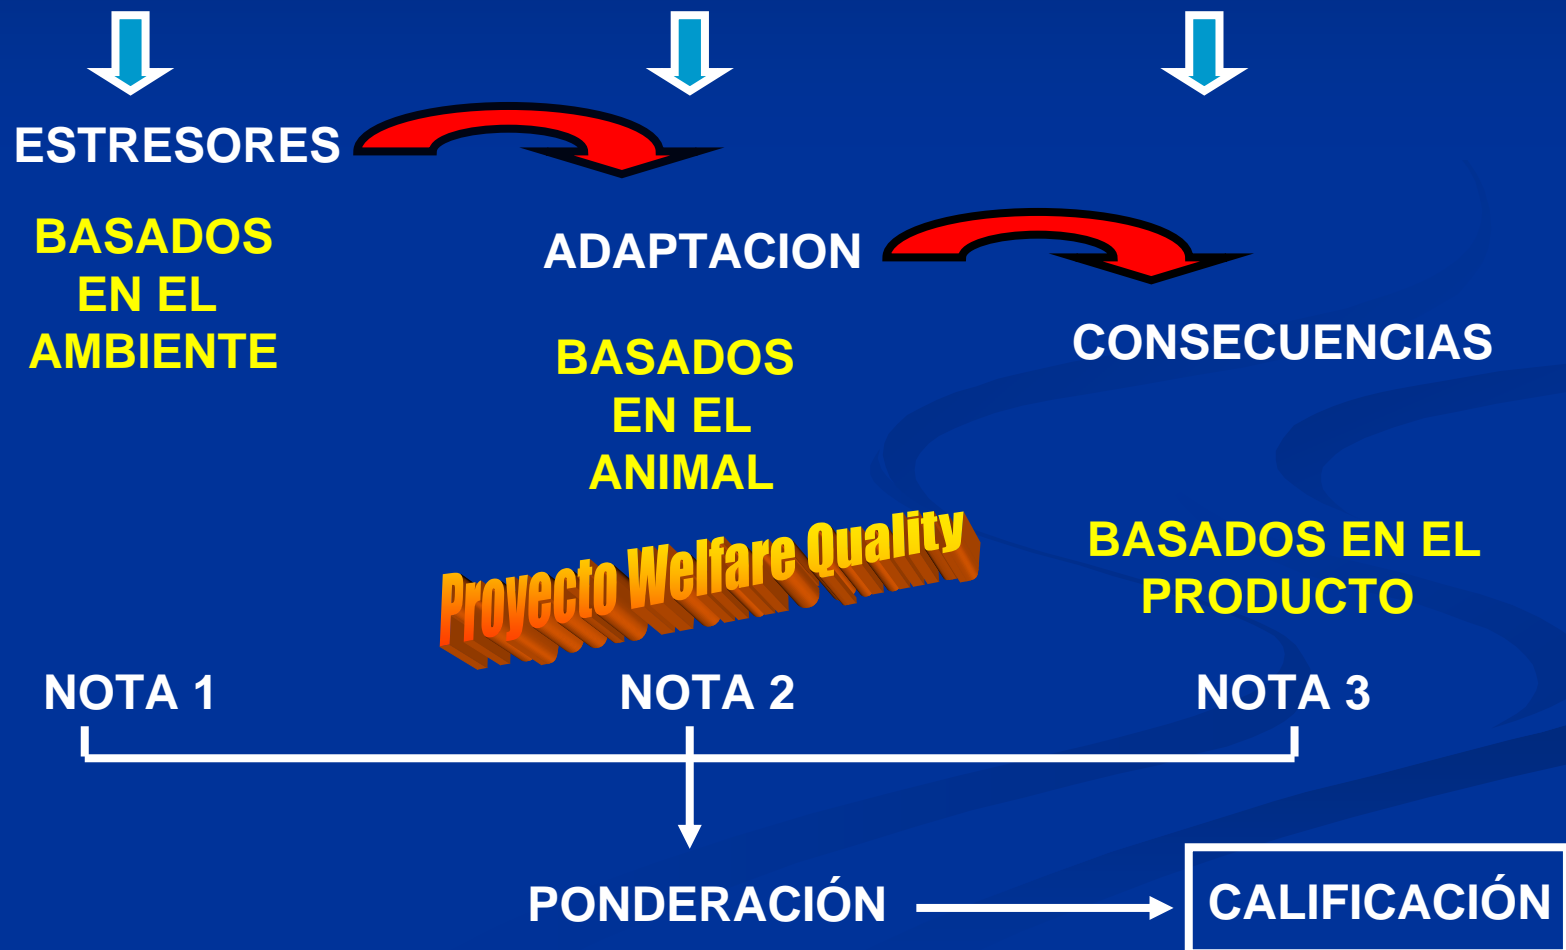 ESTRESORES
BASADOS
EN EL
AMBIENTE
ADAPTACION
BASADOS
EN EL
ANIMAL
CONSECUENCIAS
BASADOS EN EL
PRODUCTO
Proyecto Welfare Quality
NOTA 1
NOTA 2
NOTA 3
PONDERACIÓN
CALIFICACIÓN